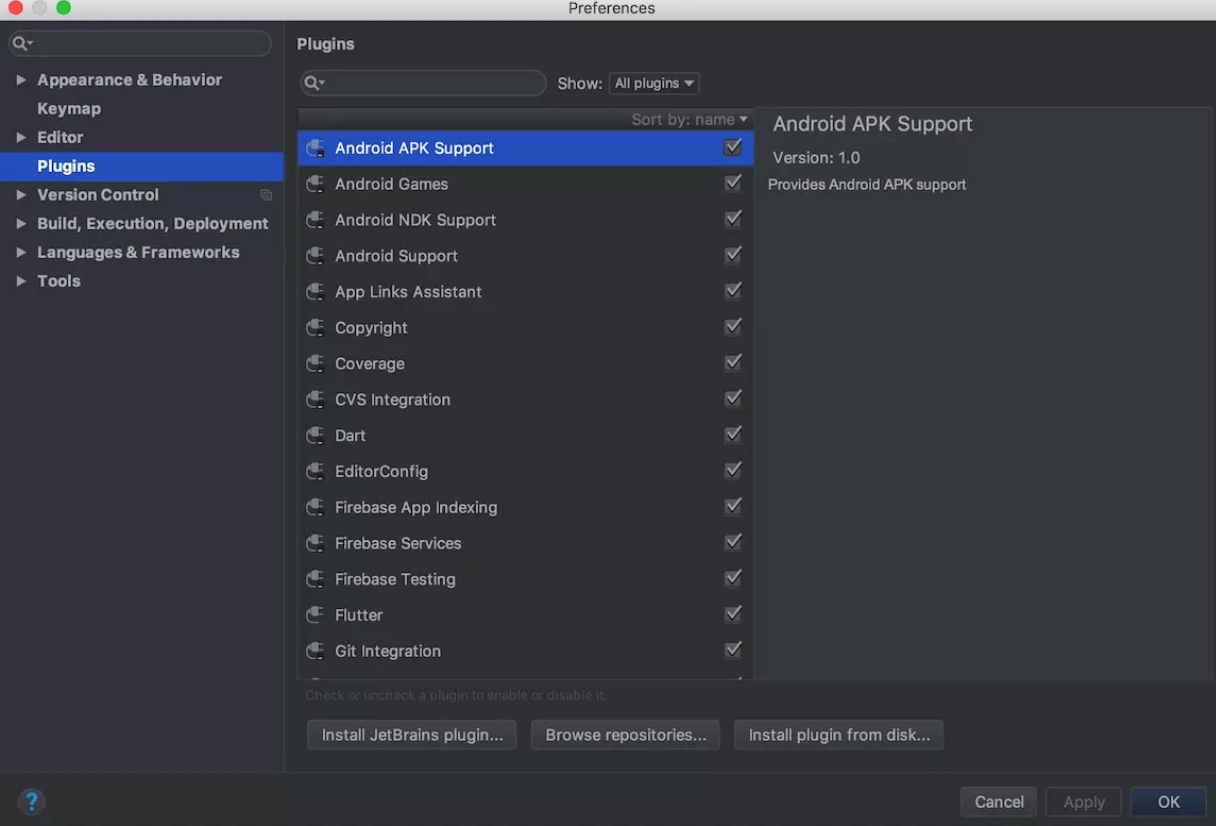 Preferences
Appearance & Behavior
Keymap
Editor
Plugins
Version Control
Build, Execution, Deployment
Languages & Frameworks
Tools
Plugins
Show: All plugins
Sort by: name
Android APK Support
Android Games
Android NDK Support
Android Support
App Links Assistant
Copyright
Coverage
CVS Integration
Dart
EditorConfig
Firebase App Indexing
Firebase Services
Firebase Testing
Flutter
Git Integration
Android APK Support
Version: 1.0
Provides Android APK support
Check or uncheck a plugin to enable or disable it.
Install JetBrains plugin... Browse repositories... Install plugin from disk...
? Cancel Apply OK